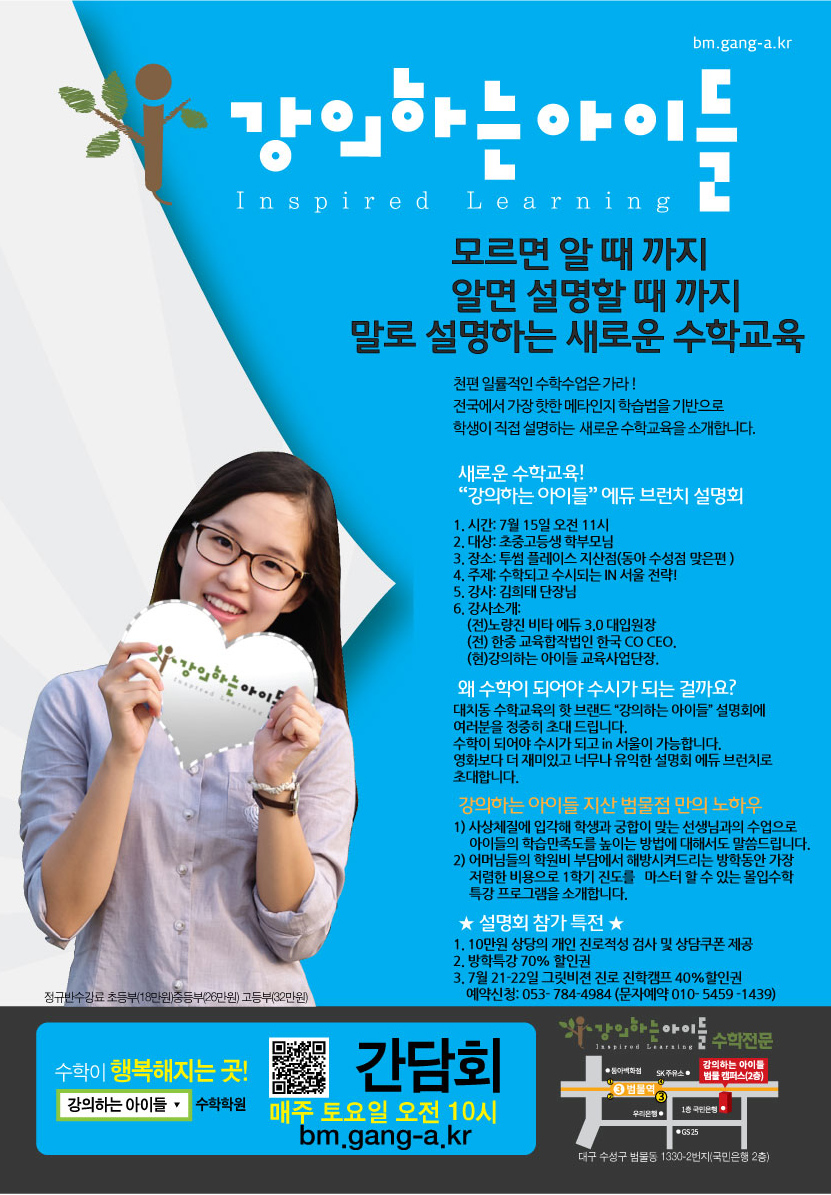 bm.gang-a.kr
강의하는아이들
Inspired Learning
모르면 알 때 까지
알면 설명할 때 까지
말로 설명하는 새로운 수학교육
천편 일률적인 수학수업은 가라 !
전국에서 가장 핫한 메타인지 학습법을 기반으로
학생이 직접 설명하는 새로운 수학교육을 소개합니다.
새로운 수학교육!
“강의하는 아이들” 에듀 브런치 설명회
1. 시간: 7월 15일 오전 11시
2. 대상: 초중고등생 학부모님
3. 장소: 투썸 플레이스 지산점(동아 수성점 맞은편 )
4. 주제: 수학되고 수시되는 IN 서울 전략!
5. 강사: 김희태 단장님
6. 강사소개:
(전)노량진 비타 에듀 3.0 대입원장
(전) 한중 교육합작법인 한국 CO CEO.
(현)강의하는 아이들 교육사업단장.
왜 수학이 되어야 수시가 되는 걸까요?
대치동 수학교육의 핫 브랜드 “강의하는 아이들” 설명회에
여러분을 정중히 초대 드립니다.
수학이 되어야 수시가 되고 in 서울이 가능합니다.
영화보다 더 재미있고 너무나 유익한 설명회 에듀 브런치로
초대합니다.
강의하는 아이들 지산 범물점 만의 노하우
1) 사상체질에 입각해 학생과 궁합이 맞는 선생님과의 수업으로
아이들의 학습만족도를 높이는 방법에 대해서도 말씀드립니다.
2) 어머님들의 학원비 부담에서 해방시켜드리는 방학동안 가장
저렴한 비용으로 1학기 진도를 마스터 할 수 있는 몰입수학
특강 프로그램을 소개합니다.
★ 설명회 참가 특전 ★
1. 10만원 상당의 개인 진로적성 검사 및 상담쿠폰 제공
2. 방학특강 70% 할인권
3. 7월 21-22일 그릿비젼 진로 진학캠프 40%할인권
예약신청: 053- 784-4984 (문자예약 010- 5459 -1439)
강의하는아이들
Inspired Learning
정규반수강료 초등부(18만원)중등부(26만원) 고등부(32만원)
수학이 행복해지는 곳!
강의하는 아이들 ▼ 수학학원
간담회
매주 토요일 오전 10시
bm.gang-a.kr
강의하는아이들 수학전문
Inspired Learning
동아백화점
SK 주유소
강의하는 아이들
범물 캠퍼스(2층)
3 범물역
3
우리은행
1층 국민은행
GS25
대구 수성구 범물동 1330-2번지(국민은행 2층)